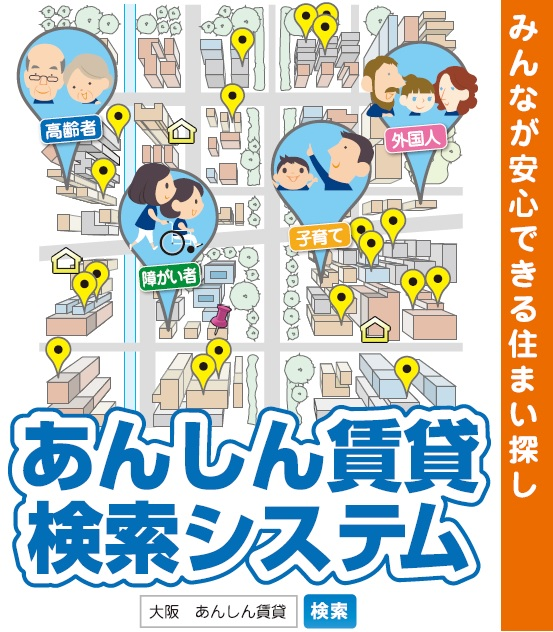 みんなが安心できる住まい探し
高齢者
外国人
子育て
障がい者
あんしん賃貸
検索システム
大阪　あんしん賃貸
検索